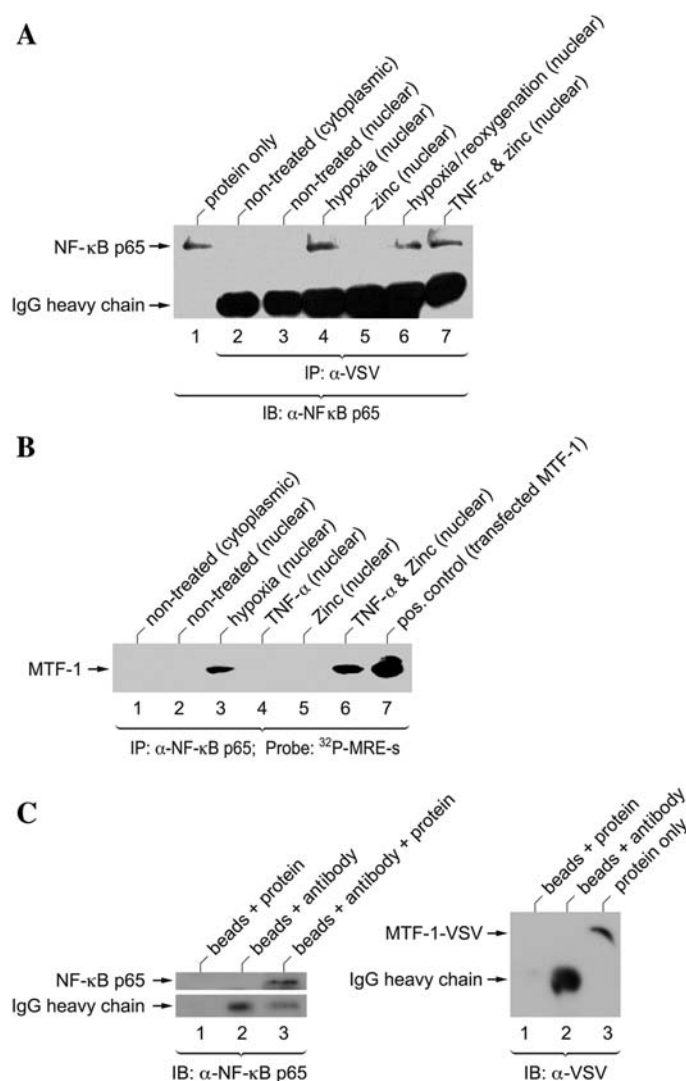 A
protein only
non-treated (cytoplasmic)
non-treated (nuclear)
hypoxia (nuclear)
zinc (nuclear)
hypoxia/reoxygenation (nuclear)
TNF-α & zinc (nuclear)
NF-κB p65
IgG heavy chain
1 2 3 4 5 6 7
IP: α-VSV
IB: α-NFκB p65
B
non-treated (cytoplasmic)
non-treated (nuclear)
hypoxia (nuclear)
TNF-α (nuclear)
Zinc (nuclear)
TNF-α & Zinc (nuclear)
pos. control (transfected MTF-1)
MTF-1
1 2 3 4 5 6 7
IP: α-NF-κB p65; Probe: ³²P-MRE-s
C
beads + protein
beads + antibody
beads + antibody + protein
NF-κB p65
IgG heavy chain
1 2 3
IB: α-NF-κB p65
beads + protein
beads + antibody
protein only
MTF-1-VSV
IgG heavy chain
1 2 3
IB: α-VSV